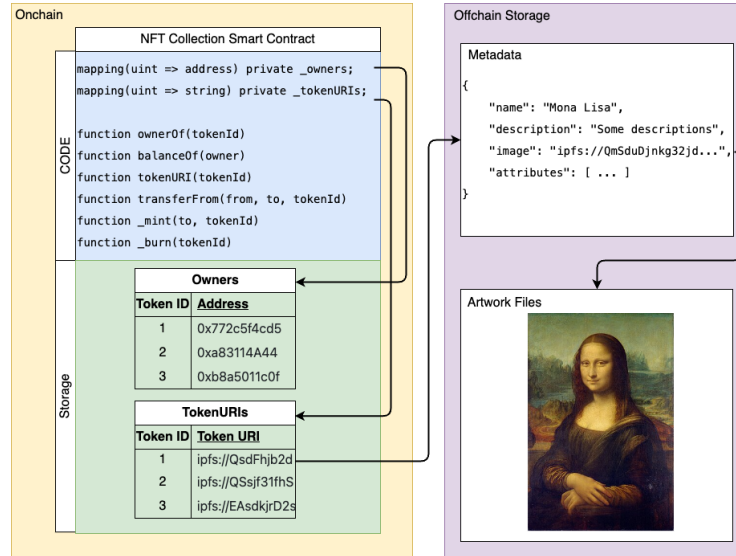 Onchain
NFT Collection Smart Contract
CODE
mapping(uint => address) private _owners;
mapping(uint => string) private _tokenURIs;
function ownerOf(tokenId)
function balanceOf(owner)
function tokenURI(tokenId)
function transferFrom(from, to, tokenId)
function _mint(to, tokenId)
function _burn(tokenId)
Storage
Owners
Token ID Address
1 0x772c5f4cd5
2 0xa83114A44
3 0xb8a5011c0f
TokenURIs
Token ID Token URI
1 ipfs://QsdFhjb2d
2 ipfs://QSsjf31fhS
3 ipfs://EAsdkjrD2s
Offchain Storage
Metadata
{
"name": "Mona Lisa",
"description": "Some descriptions",
"image": "ipfs://QmSduDjnkg32jd...",
"attributes": [ ... ]
}
Artwork Files